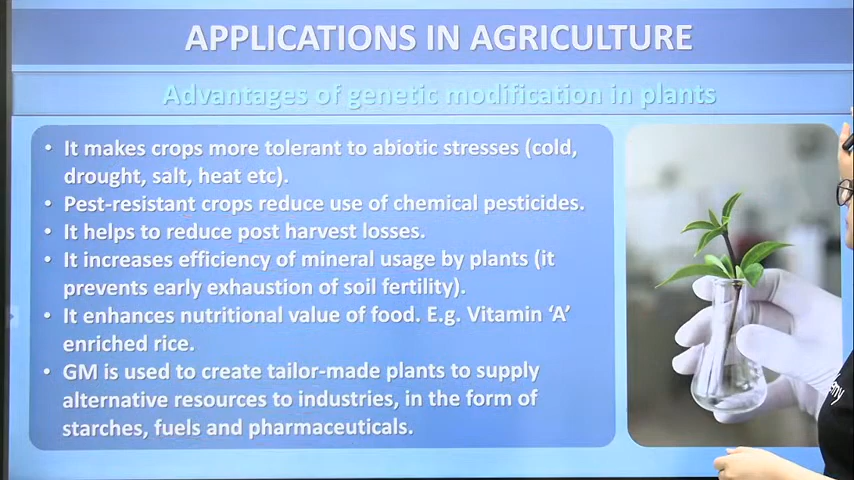 APPLICATIONS IN AGRICULTURE
Advantages of genetic modification in plants
• It makes crops more tolerant to abiotic stresses (cold,
drought, salt, heat etc).
• Pest-resistant crops reduce use of chemical pesticides.
• It helps to reduce post harvest losses.
• It increases efficiency of mineral usage by plants (it
prevents early exhaustion of soil fertility).
• It enhances nutritional value of food. E.g. Vitamin ‘A’
enriched rice.
• GM is used to create tailor-made plants to supply
alternative resources to industries, in the form of
starches, fuels and pharmaceuticals.